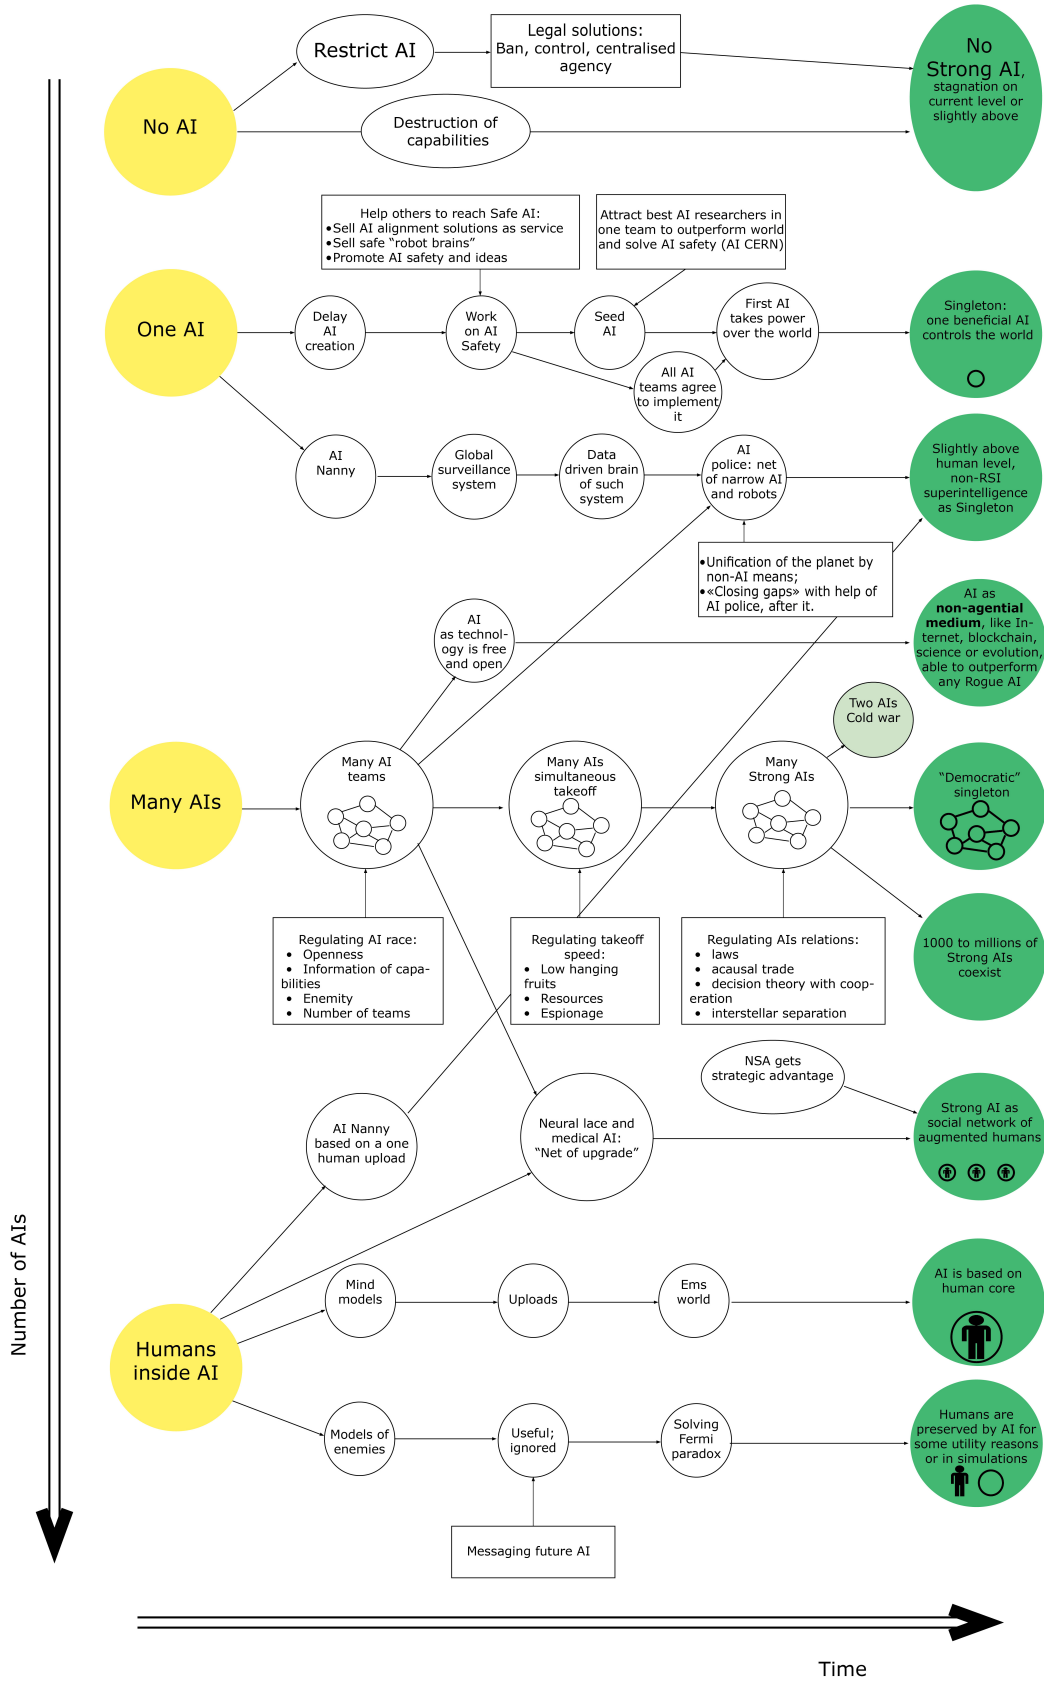 Restrict AI
Legal solutions:
Ban, control, centralised
agency
No
Strong AI,
stagnation on
current level or
slightly above
No AI
Destruction of
capabilities
Help others to reach Safe AI:
•Sell AI alignment solutions as service
•Sell safe “robot brains”
•Promote AI safety and ideas
Attract best AI researchers in
one team to outperform world
and solve AI safety (AI CERN)
One AI
Delay
AI
creation
Work
on AI
Safety
Seed
AI
First AI
takes power
over the world
Singleton:
one beneficial AI
controls the world
All AI
teams agree
to implement
it
AI
Nanny
Global
surveillance
system
Data
driven brain
of such
system
AI
police: net
of narrow AI
and robots
Slightly above
human level,
non-RSI
superintelligence
as Singleton
•Unification of the planet by
non-AI means;
•«Closing gaps» with help of
AI police, after it.
AI
as technol-
ogy is free
and open
AI as
non-agential
medium, like In-
ternet, blockchain,
science or evolution,
able to outperform
any Rogue AI
Two AIs
Cold war
Many AIs
Many AI
teams
Many AIs
simultaneous
takeoff
Many
Strong AIs
“Democratic”
singleton
Regulating AI race:
• Openness
• Information of capa-
bilities
• Enemity
• Number of teams
Regulating takeoff
speed:
• Low hanging
fruits
• Resources
• Espionage
Regulating AIs relations:
• laws
• acausal trade
• decision theory with coop-
eration
• interstellar separation
1000 to millions of
Strong AIs
coexist
NSA gets
strategic advantage
AI Nanny
based on a one
human upload
Neural lace and
medical AI:
“Net of upgrade”
Strong AI as
social network of
augmented humans
Number of AIs
Humans
inside AI
Mind
models
Uploads
Ems
world
AI is based on
human core
Models of
enemies
Useful;
ignored
Solving
Fermi
paradox
Humans are
preserved by AI for
some utility reasons
or in simulations
Messaging future AI
Time